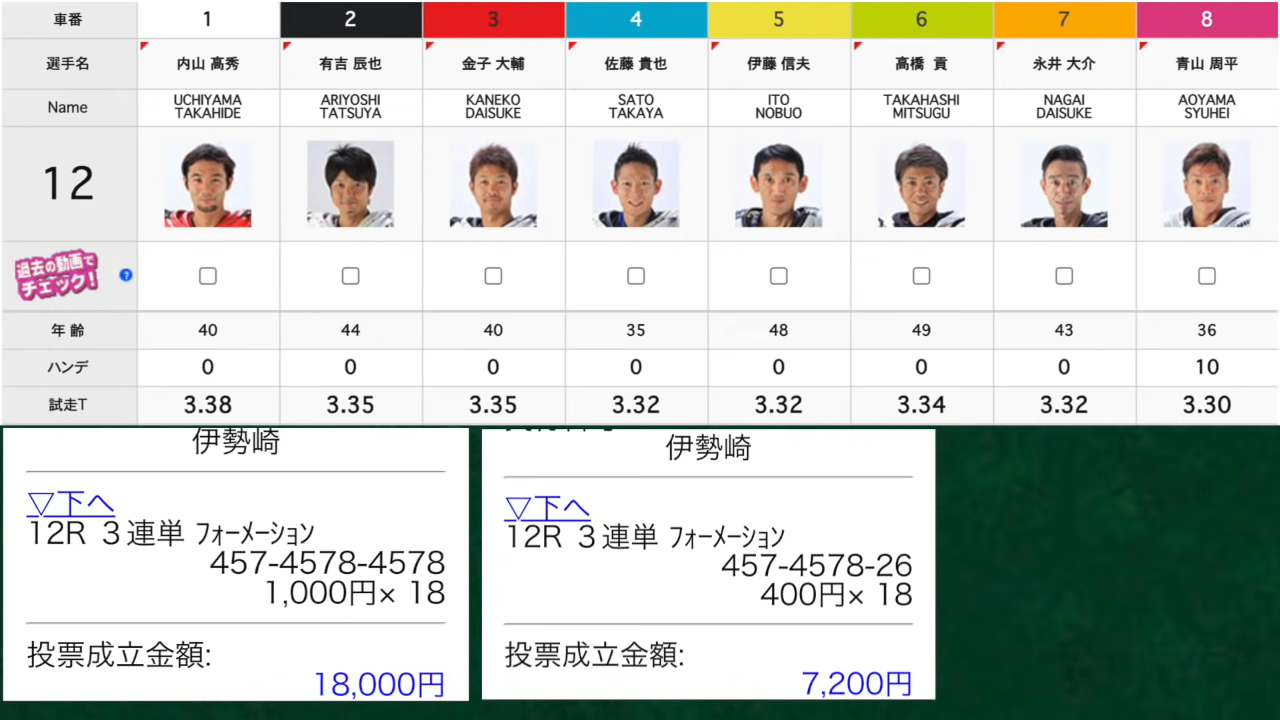 車番 1 2 3 4 5 6 7 8
選手名 内山 高秀 有吉 辰也 金子 大輔 佐藤 貴也 伊藤 信夫 高橋 貢 永井 大介 青山 周平
Name UCHIYAMA TAKAHIDE ARIYOSHI TATSUYA KANEKO DAISUKE SATO TAKAYA ITO NOBUO TAKAHASHI MITSUGU NAGAI DAISUKE AOYAMA SYUHEI
12
過去の動画で
チェック!
?
年 齢 40 44 40 35 48 49 43 36
ハンデ 0 0 0 0 0 0 0 10
試走T 3.38 3.35 3.35 3.32 3.32 3.34 3.32 3.30
伊勢崎
▽下へ
12R 3連単 フォーメーション
457-4578-4578
1,000円× 18
投票成立金額:
18,000円
伊勢崎
▽下へ
12R 3連単 フォーメーション
457-4578-26
400円× 18
投票成立金額:
7,200円